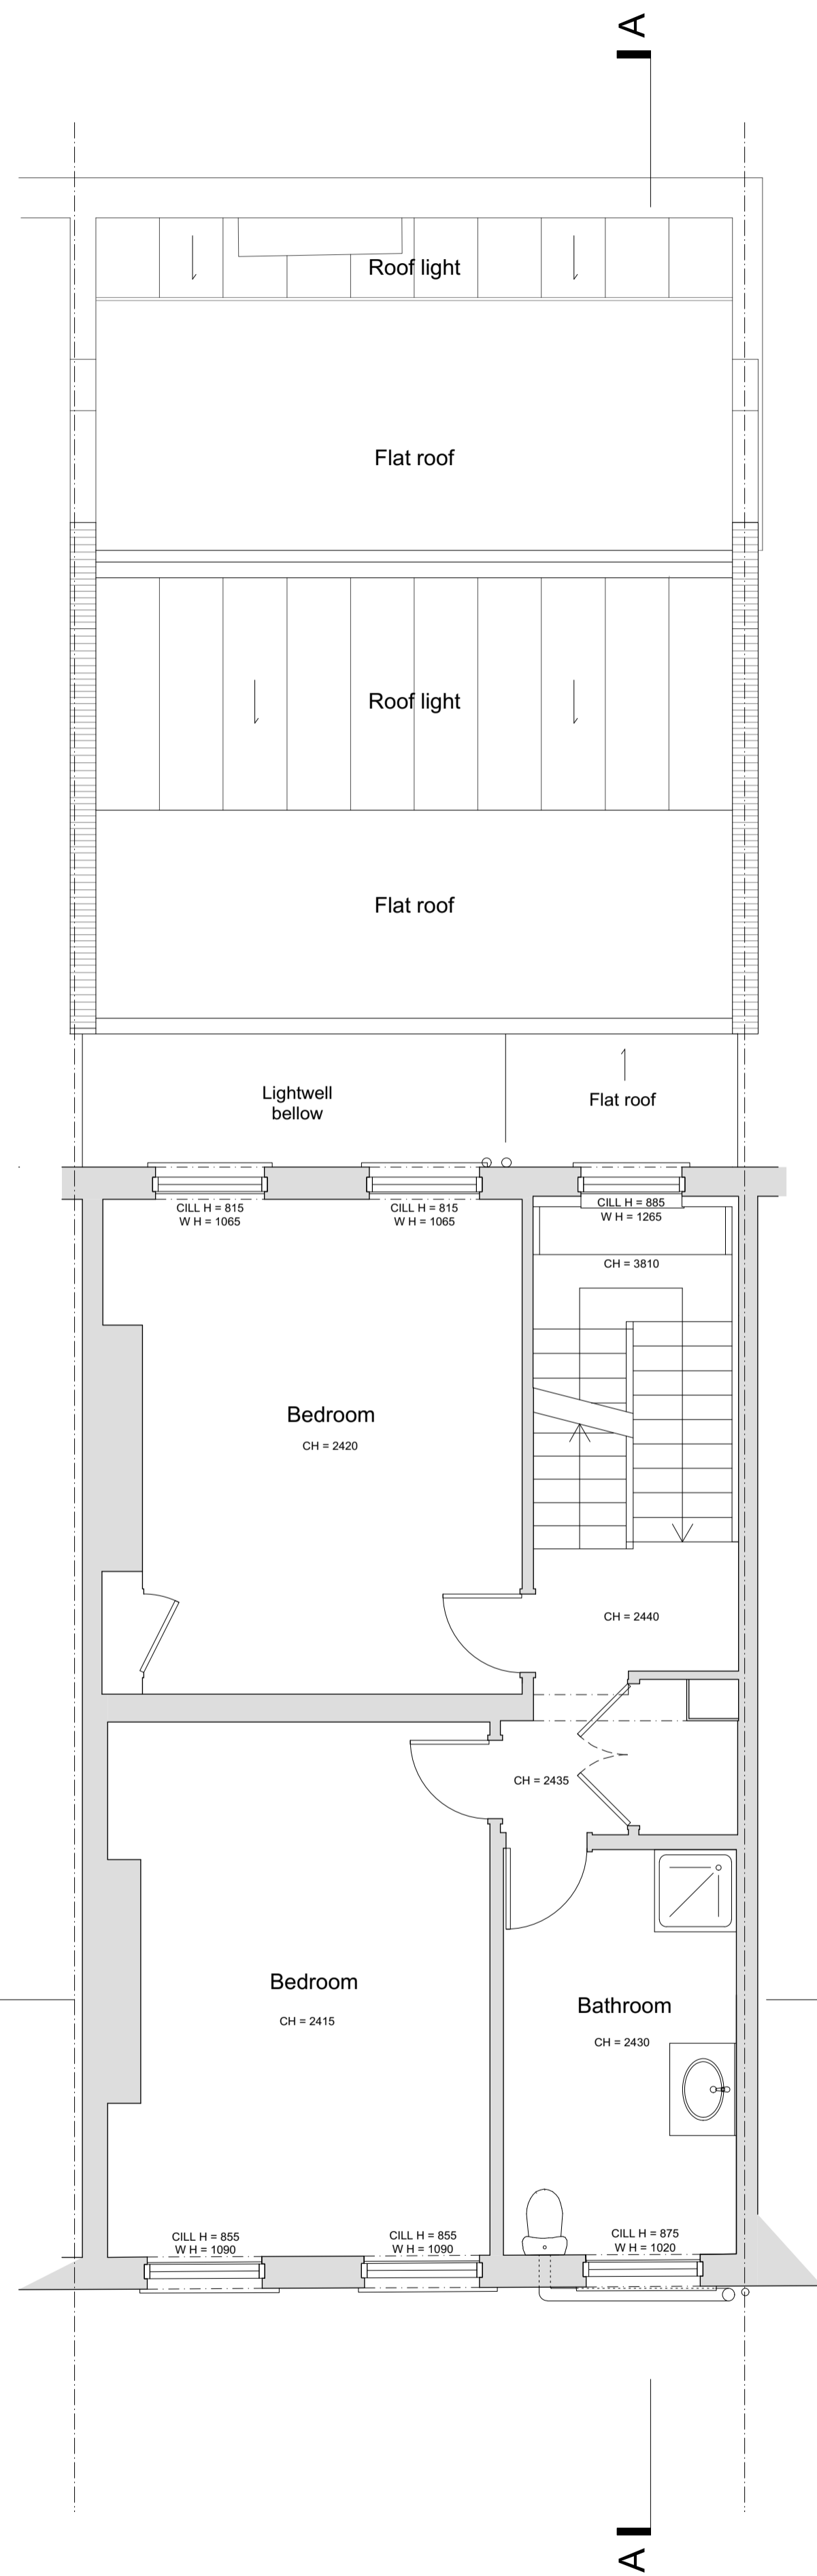 A
Roof light
Flat roof
Roof light
Flat roof
Lightwell
bellow
Flat roof
CILL H = 815
W H = 1065
CILL H = 815
W H = 1065
CILL H = 885
W H = 1265
CH = 3810
Bedroom
CH = 2420
CH = 2440
CH = 2435
Bedroom
CH = 2415
Bathroom
CH = 2430
CILL H = 855
W H = 1090
CILL H = 855
W H = 1090
CILL H = 875
W H = 1020
A